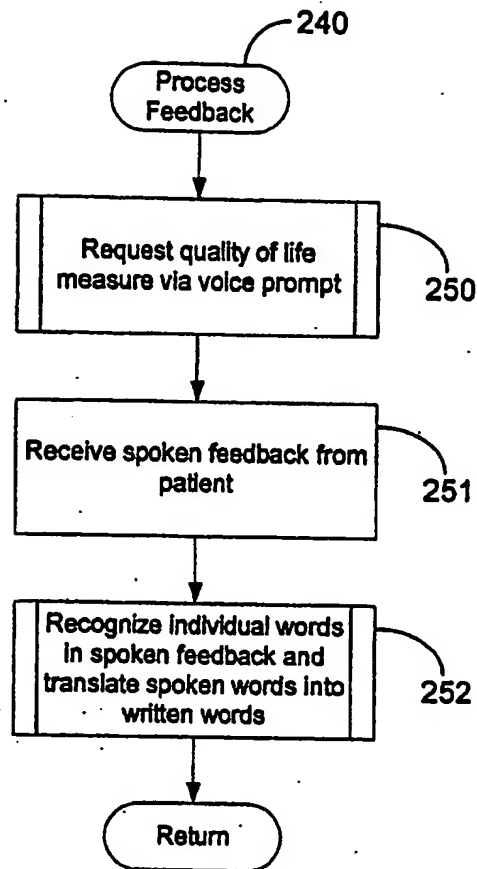 240
Process
Feedback
Request quality of life
measure via voice prompt
250
Receive spoken feedback from
patient
251
Recognize individual words
in spoken feedback and
translate spoken words into
written words
252
Return